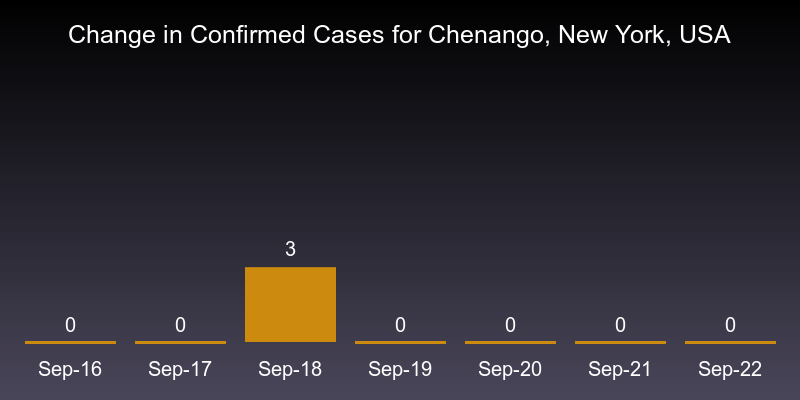 Change in Confirmed Cases for Chenango, New York, USA
3
0 0 0 0 0 0
Sep-16 Sep-17 Sep-18 Sep-19 Sep-20 Sep-21 Sep-22